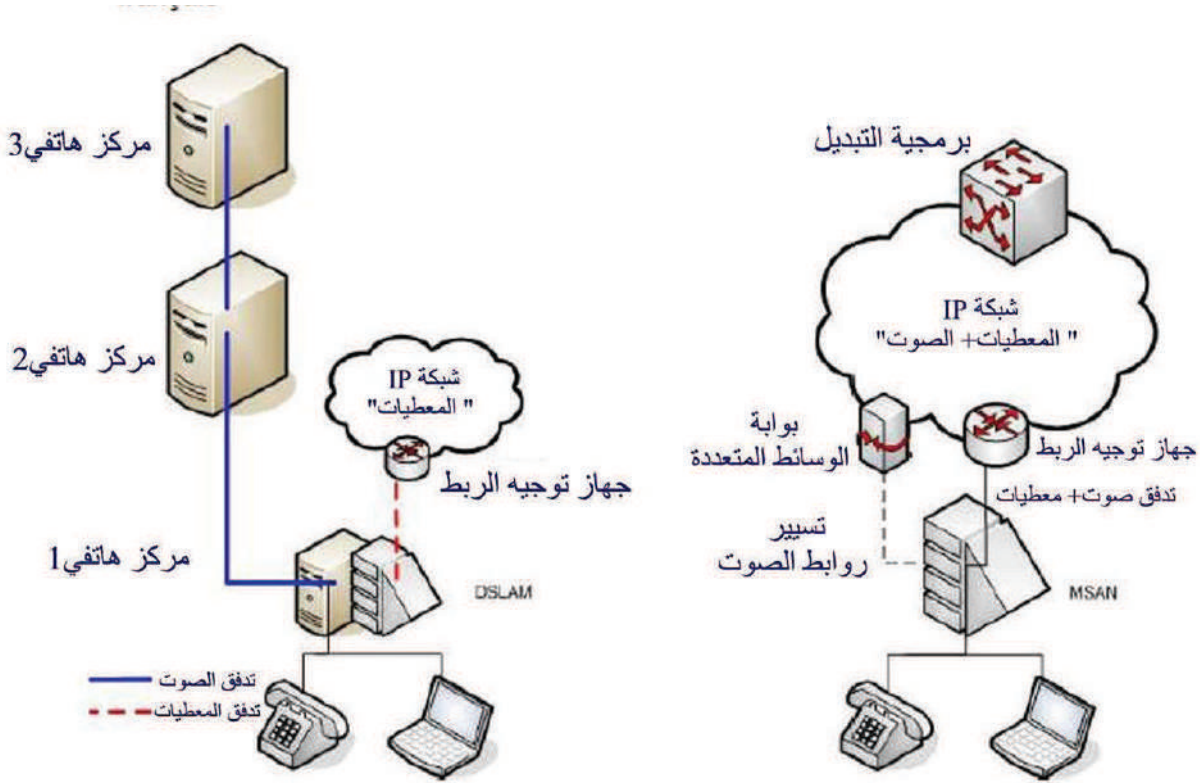 مركز هاتفي3
مركز هاتفي2
شبكة IP
" المعطيات"
جهاز توجيه الربط
مركز هاتفي1
DSLAM
تدفق الصوت
تدفق المعطيات
برمجية التبديل
شبكة IP
" المعطيات+ الصوت"
بوابة
الوسائط المتعددة
جهاز توجيه الربط
تدفق صوت+ معطيات
تسيير
روابط الصوت
MSAN